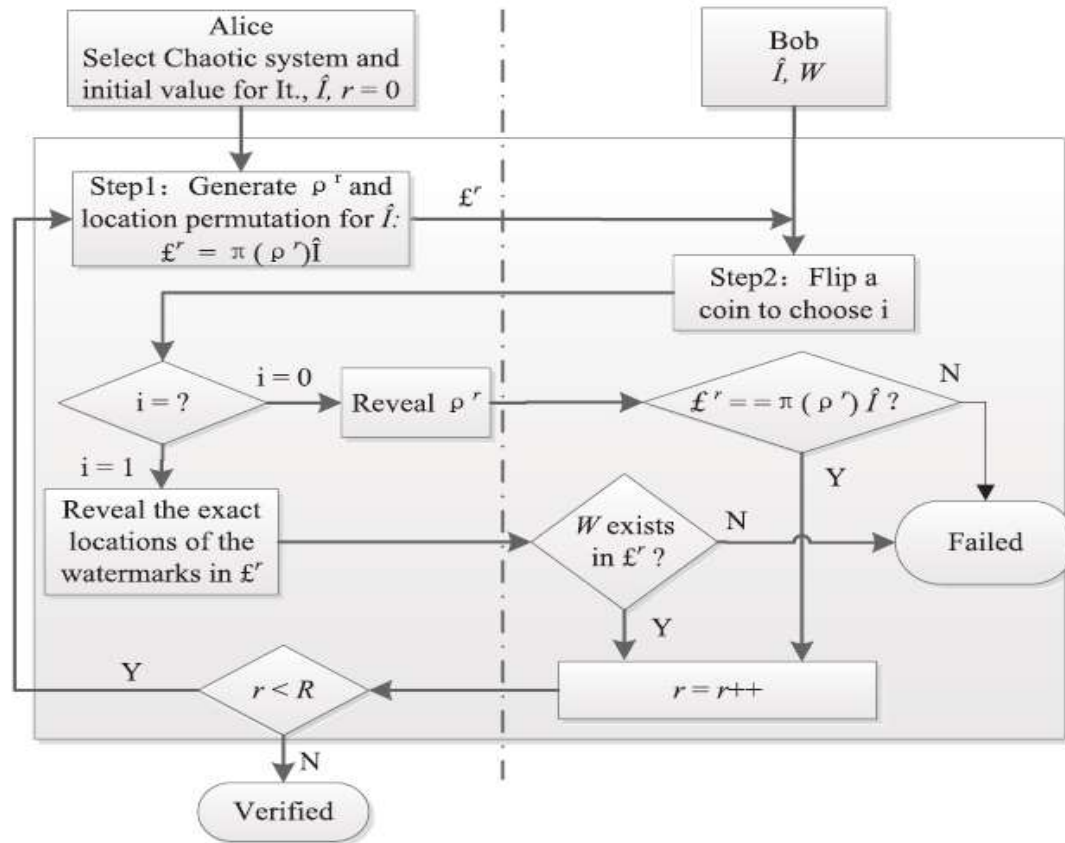 Alice
Select Chaotic system and
initial value for It., Î, r = 0
Bob
Î, W
Step1：Generate ρ^r and
location permutation for Î:
£^r = π(ρ^r)Î
£^r
Step2：Flip a
coin to choose i
i = ?
i = 0
Reveal ρ^r
£^r == π(ρ^r) Î ?
N
i = 1
Y
Reveal the exact
locations of the
watermarks in £^r
W exists
in £^r ?
N
Failed
Y
Y
r < R
r = r++
N
Verified